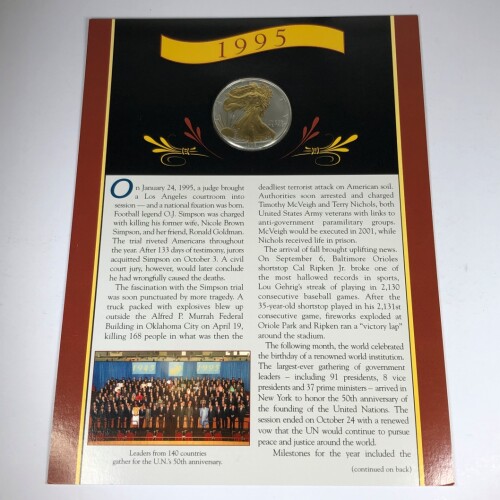 1995
On January 24, 1995, a judge brought
a Los Angeles courtroom into
session — and a national fixation was born.
Football legend O.J. Simpson was charged
with killing his former wife, Nicole Brown
Simpson, and her friend, Ronald Goldman.
The trial riveted Americans throughout
the year. After 133 days of testimony, jurors
acquitted Simpson on October 3. A civil
court jury, however, would later conclude
he had wrongfully caused the deaths.
The fascination with the Simpson trial
was soon punctuated by more tragedy. A
truck packed with explosives blew up
outside the Alfred P. Murrah Federal
Building in Oklahoma City on April 19,
killing 168 people in what was then the
1945 1995
Leaders from 140 countries
gather for the U.N.'s 50th anniversary.
deadliest terrorist attack on American soil.
Authorities soon arrested and charged
Timothy McVeigh and Terry Nichols, both
United States Army veterans with links to
anti-government paramilitary groups.
McVeigh would be executed in 2001, while
Nichols received life in prison.
The arrival of fall brought uplifting news.
On September 6, Baltimore Orioles
shortstop Cal Ripken Jr. broke one of
the most hallowed records in sports,
Lou Gehrig's streak of playing in 2,130
consecutive baseball games. After the
35-year-old shortstop played in his 2,131st
consecutive game, fireworks exploded at
Oriole Park and Ripken ran a "victory lap"
around the stadium.
The following month, the world celebrated
the birthday of a renowned world institution.
The largest-ever gathering of government
leaders – including 91 presidents, 8 vice
presidents and 37 prime ministers – arrived in
New York to honor the 50th anniversary of
the founding of the United Nations. The
session ended on October 24 with a renewed
vow that the UN would continue to pursue
peace and justice around the world.
Milestones for the year included the
(continued on back)